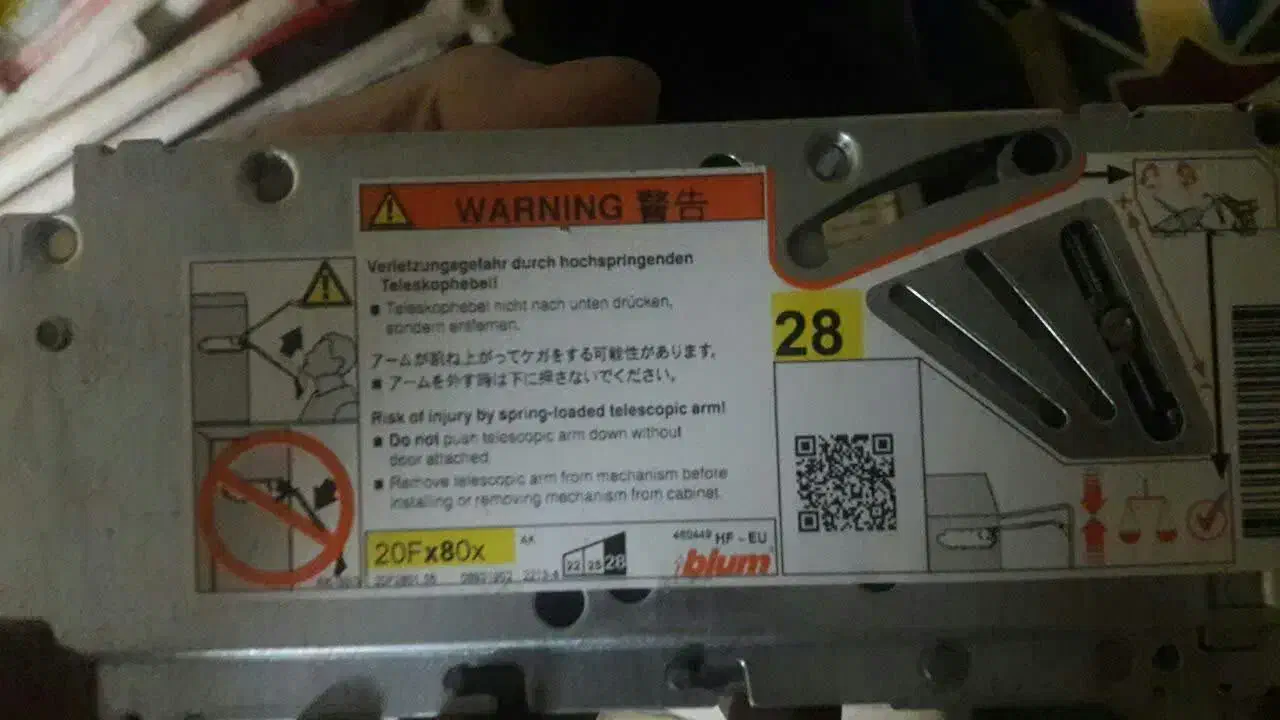 WARNING 警告
Verletzungsgefahr durch hochspringenden
Teleskophebel!
Teleskophebel nicht nach unten drücken,
sondern entfernen.
アームが跳ね上がってケガをする可能性があります。
アームを外す時は下に押さないでください。
Risk of injury by spring-loaded telescopic arm!
Do not push telescopic arm down without
door attached.
Remove telescopic arm from mechanism before
installing or removing mechanism from cabinet.
28
20Fx80x
AK
22 25 28
460449 HF - EU
blum